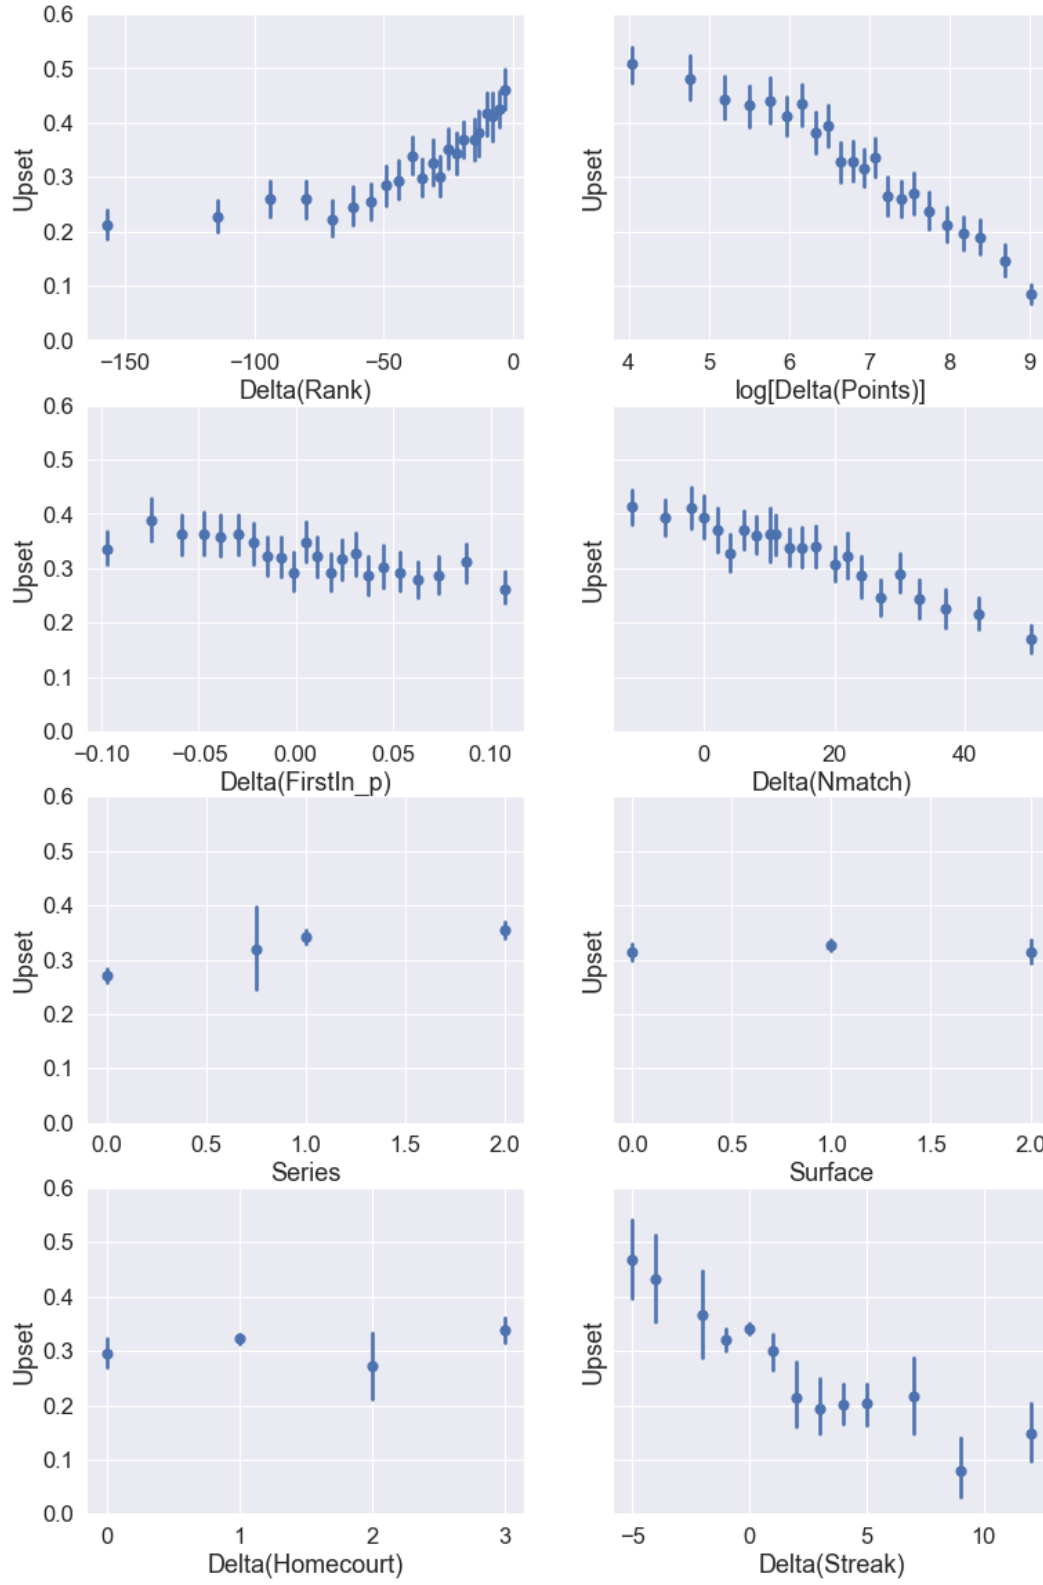 0.6
0.5
0.4
0.3
0.2
0.1
0.0
Upset
−150 −100 −50 0
Delta(Rank)
Upset
4 5 6 7 8 9
log[Delta(Points)]
0.6
0.5
0.4
0.3
0.2
0.1
0.0
Upset
−0.10 −0.05 0.00 0.05 0.10
Delta(FirstIn_p)
Upset
0 20 40
Delta(Nmatch)
0.6
0.5
0.4
0.3
0.2
0.1
0.0
Upset
0.0 0.5 1.0 1.5 2.0
Series
Upset
0.0 0.5 1.0 1.5 2.0
Surface
0.6
0.5
0.4
0.3
0.2
0.1
0.0
Upset
0 1 2 3
Delta(Homecourt)
Upset
−5 0 5 10
Delta(Streak)